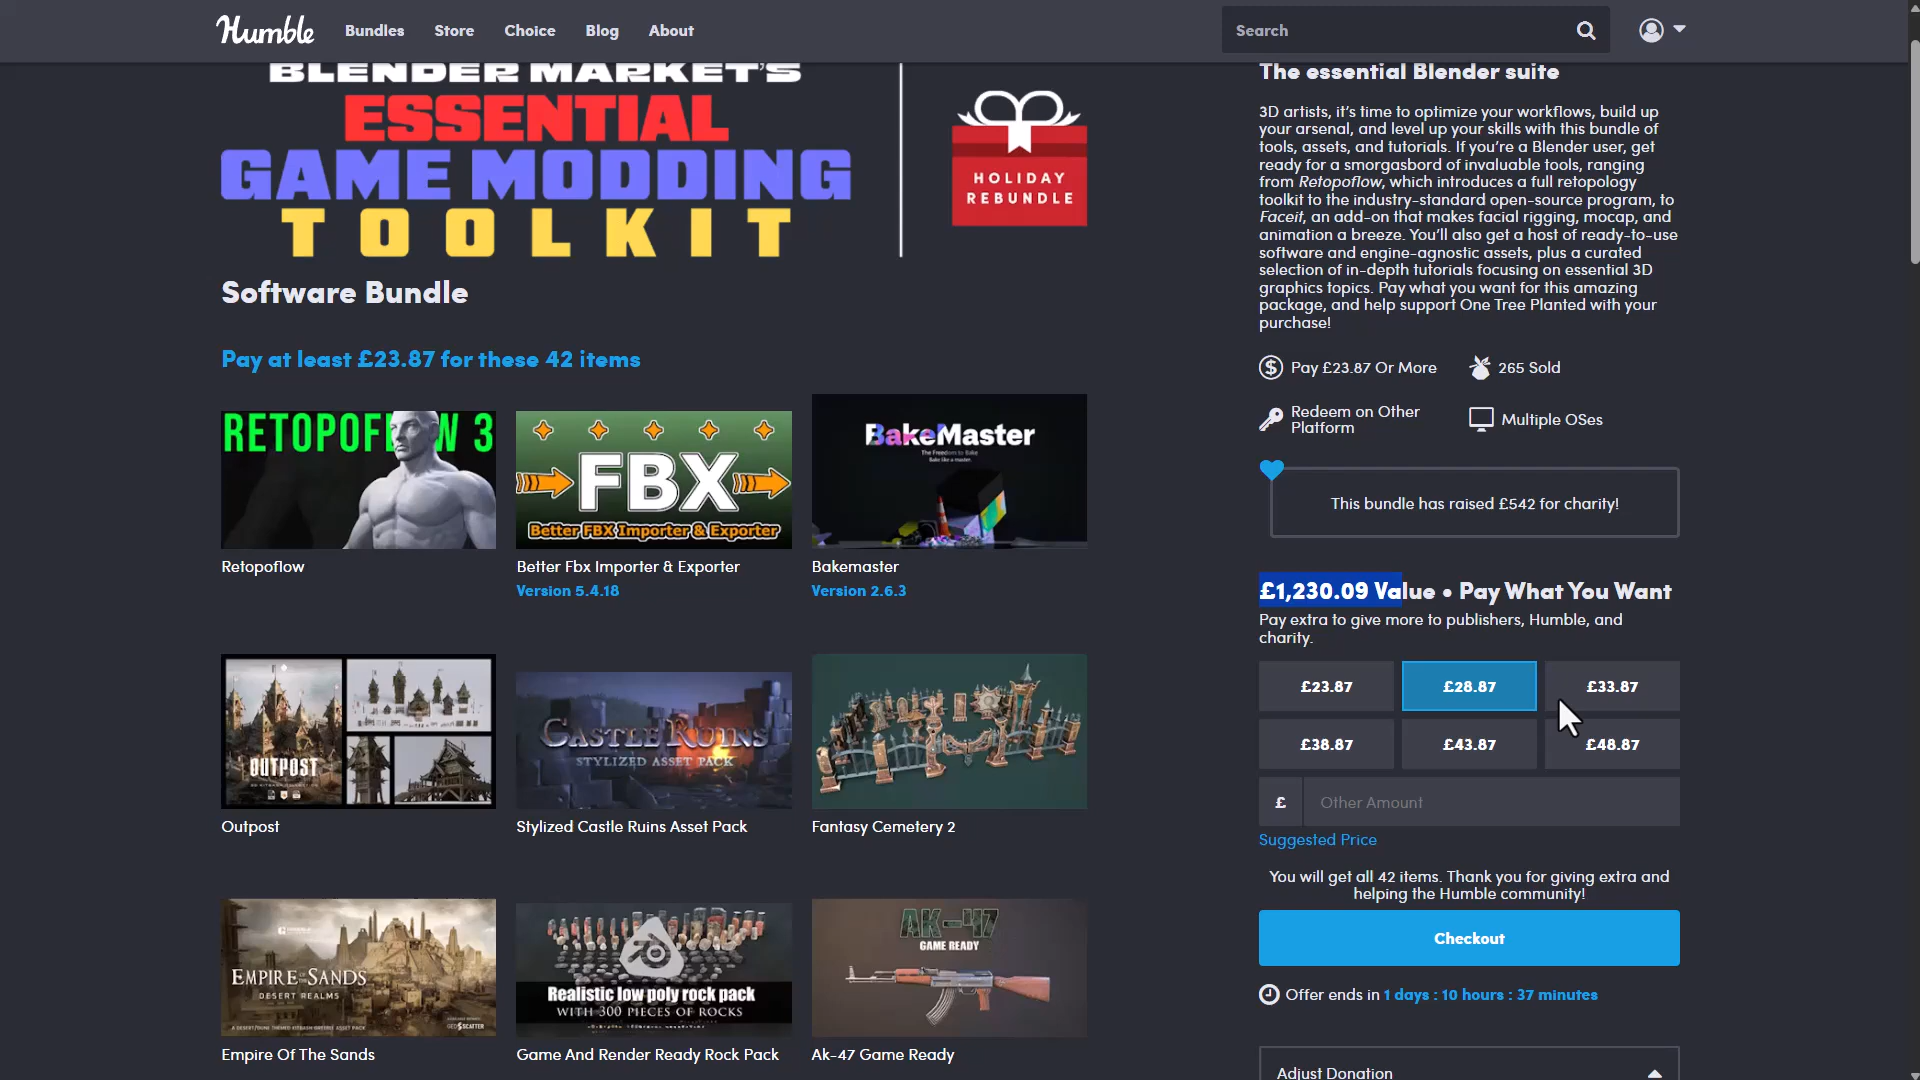 Humble
Bundles
Store
Choice
Blog
About
Search
BLENDER MARKET'S
ESSENTIAL
GAME MODDING
TOOLKIT
HOLIDAY
REBUNDLE
Software Bundle
Pay at least £23.87 for these 42 items
RETOPOFLOW 3
Retopoflow
FBX
Better FBX Importer & Exporter
Better Fbx Importer & Exporter
Version 5.4.18
BakeMaster
The Freedom to Bake
Bake like a master.
Bakemaster
Version 2.6.3
OUTPOST
Outpost
CASTLE RUINS
STYLIZED ASSET PACK
Stylized Castle Ruins Asset Pack
Fantasy Cemetery 2
EMPIRE OF THE SANDS
DESERT REALMS
Empire Of The Sands
Realistic low poly rock pack
WITH 300 PIECES OF ROCKS
Game And Render Ready Rock Pack
AK-47
GAME READY
Ak-47 Game Ready
The essential Blender suite
3D artists, it’s time to optimize your workflows, build up
your arsenal, and level up your skills with this bundle of
tools, assets, and tutorials. If you’re a Blender user, get
ready for a smorgasbord of invaluable tools, ranging
from Retopoflow, which introduces a full retopology
toolkit to the industry-standard open-source program, to
Faceit, an add-on that makes facial rigging, mocap, and
animation a breeze. You’ll also get a host of ready-to-use
software and engine-agnostic assets, plus a curated
selection of in-depth tutorials focusing on essential 3D
graphics topics. Pay what you want for this amazing
package, and help support One Tree Planted with your
purchase!
Pay £23.87 Or More
265 Sold
Redeem on Other
Platform
Multiple OSes
This bundle has raised £542 for charity!
£1,230.09 Value • Pay What You Want
Pay extra to give more to publishers, Humble, and
charity.
£23.87
£28.87
£33.87
£38.87
£43.87
£48.87
£
Other Amount
Suggested Price
You will get all 42 items. Thank you for giving extra and
helping the Humble community!
Checkout
Offer ends in 1 days : 10 hours : 37 minutes
Adjust Donation